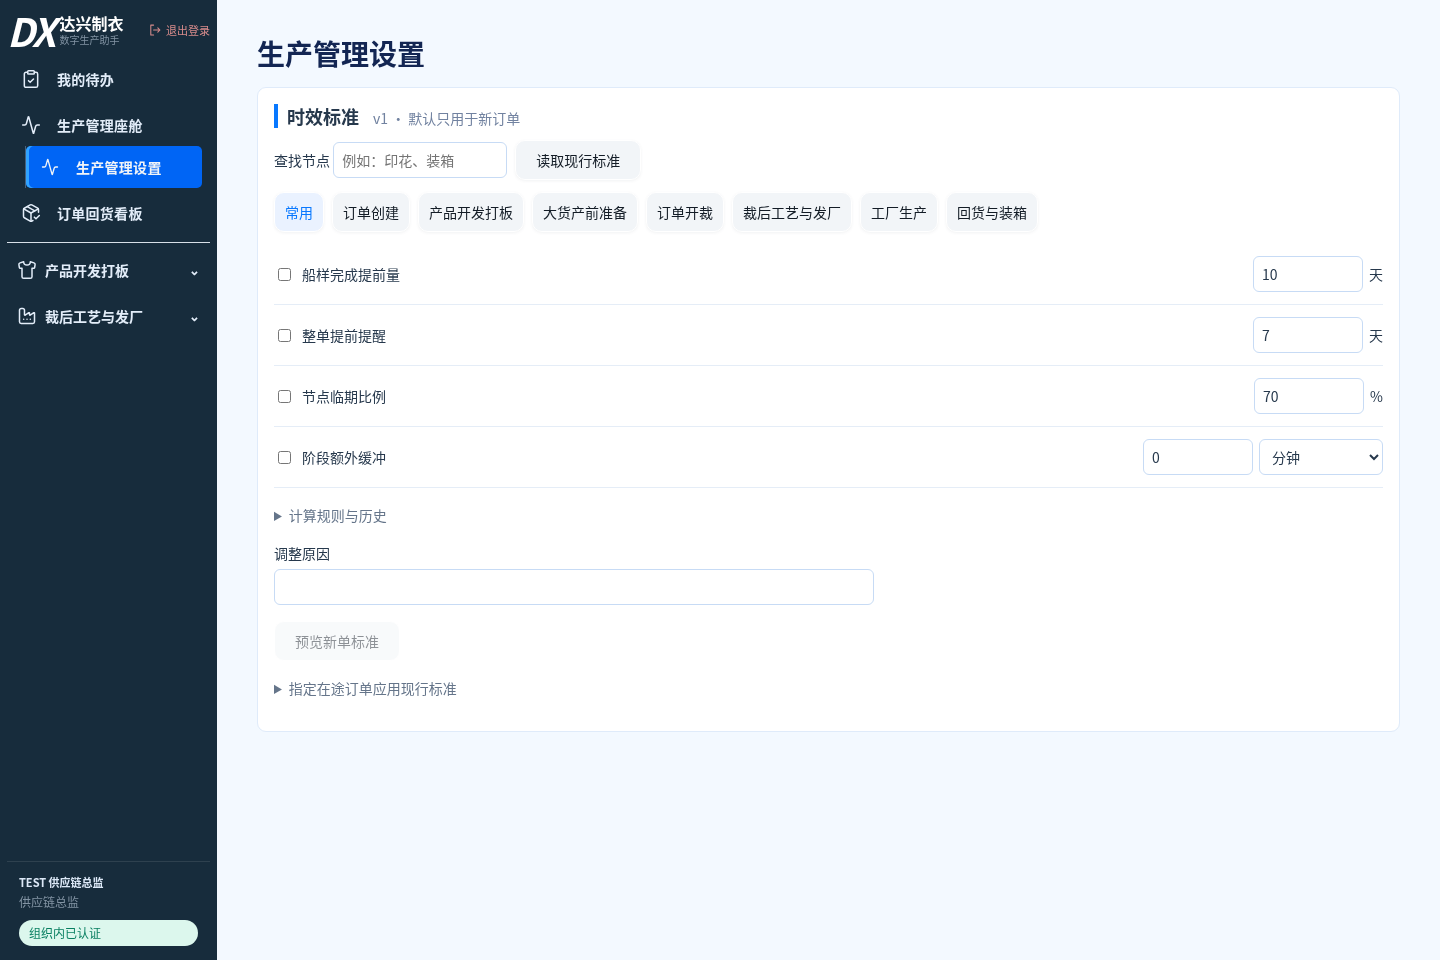 DX 达兴制衣
数字生产助手
退出登录
我的待办
生产管理座舱
生产管理设置
订单回货看板
产品开发打板
裁后工艺与发厂
TEST 供应链总监
供应链总监
组织内已认证
生产管理设置
时效标准 v1 · 默认只用于新订单
查找节点 例如：印花、装箱 读取现行标准
常用 订单创建 产品开发打板 大货产前准备 订单开裁 裁后工艺与发厂 工厂生产 回货与装箱
船样完成提前量 10 天
整单提前提醒 7 天
节点临期比例 70 %
阶段额外缓冲 0 分钟
计算规则与历史
调整原因
预览新单标准
指定在途订单应用现行标准